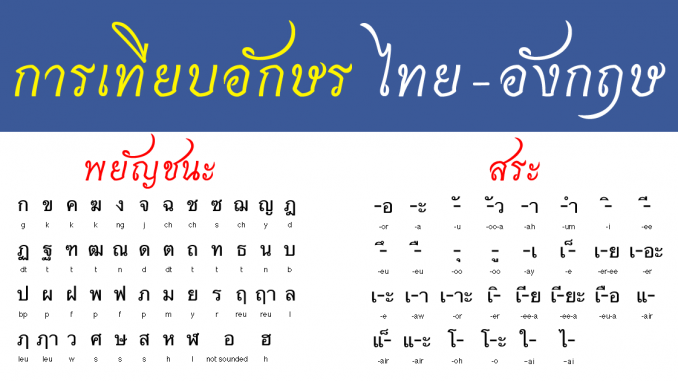 การเทียบอักษร ไทย - อังกฤษ
พยัญชนะ
ก ข ค ฆ ง จ ฉ ช ซ ฌ ญ ฎ
g k k k ng j ch ch s ch y d
ฏ ฐ ฑ ฒ ณ ด ต ถ ท ธ น บ
dt t t t n d dt t t t n b
ป ผ ฝ พ ฟ ภ ม ย ร ฤ ฤา ล
bp p f p f p m y r reu reu l
ฦ ฦา ว ศ ษ ส ห ฬ อ ฮ
leu leu w s s s h l not sounded h
สระ
-อ -ะ -ั -ัว -า -ำ -ิ -ี
-or -a -u -oo-a -ah -um -i -ee
-ึ -ื -ุ -ู -เ เ-็ เ-ย เ-อะ
-eu -eu -oo -oo -ay -e -er-ee -er
เ-ะ เ-า เ-าะ เ-ิ เ-ีย เ-ียะ เ-ือ แ-
-e -aw -or -er -ee-a -ee-a -eu-a -air
แ-็ แ-ะ โ- โ-ะ ใ- ไ-
-air -air -oh -o -ai -ai